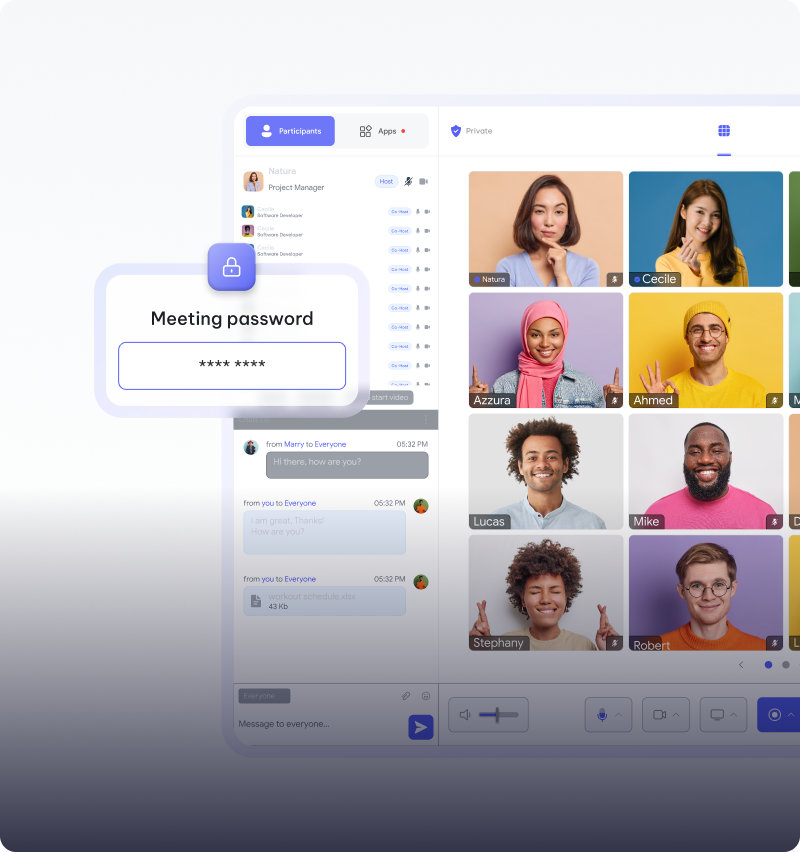 Participants
Apps
Private
Natura
Project Manager
Host
Cecile
Software Developer
Co-Host
Cecile
Software Developer
Co-Host
Cecile
Software Developer
Co-Host
Co-Host
Co-Host
Co-Host
Co-Host
Co-Host
Co-Host
Meeting password
**** ****
start video
from Marry to Everyone
05:32 PM
Hi there, how are you?
from you to Everyone
05:32 PM
I am great, Thanks!
How are you?
from you to Everyone
05:32 PM
workout schedule.xlsx
43 Kb
Everyone
Message to everyone...
Natura
Cecile
Azzura
Ahmed
M
Lucas
Mike
D
Stephany
Robert
L